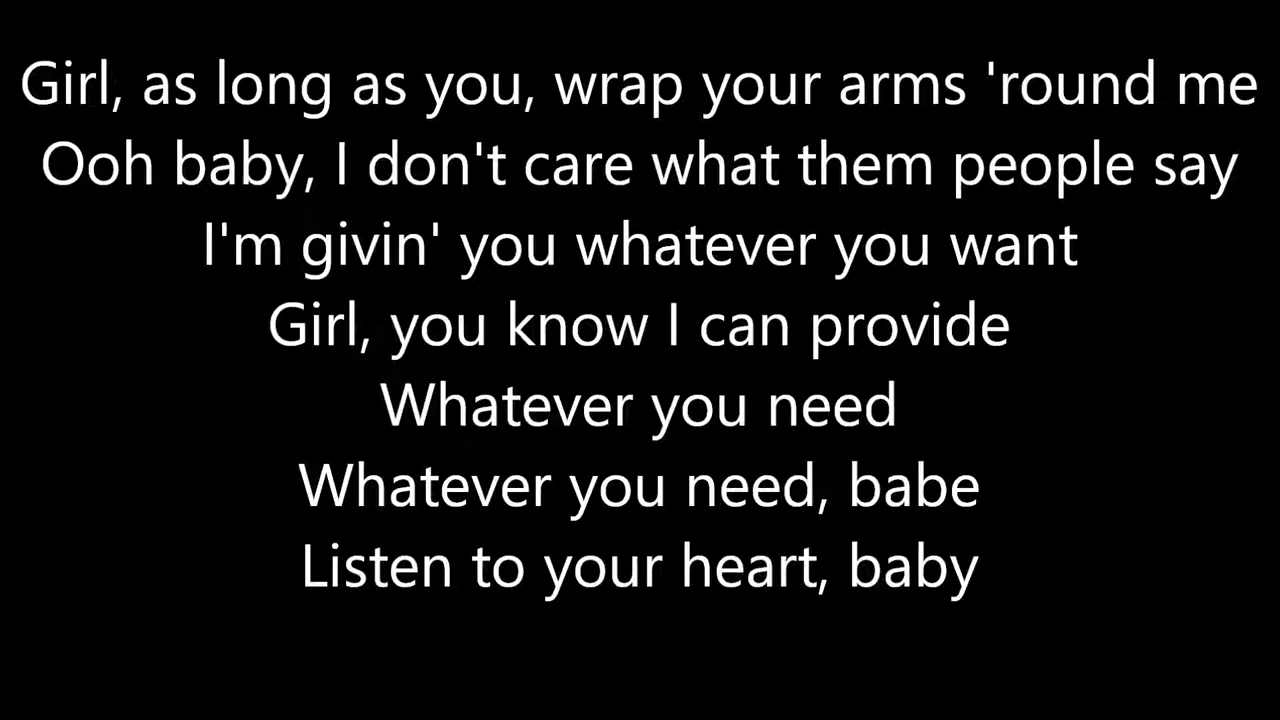 Girl, as long as you, wrap your arms 'round me
Ooh baby, I don't care what them people say
I'm givin' you whatever you want
Girl, you know I can provide
Whatever you need
Whatever you need, babe
Listen to your heart, baby